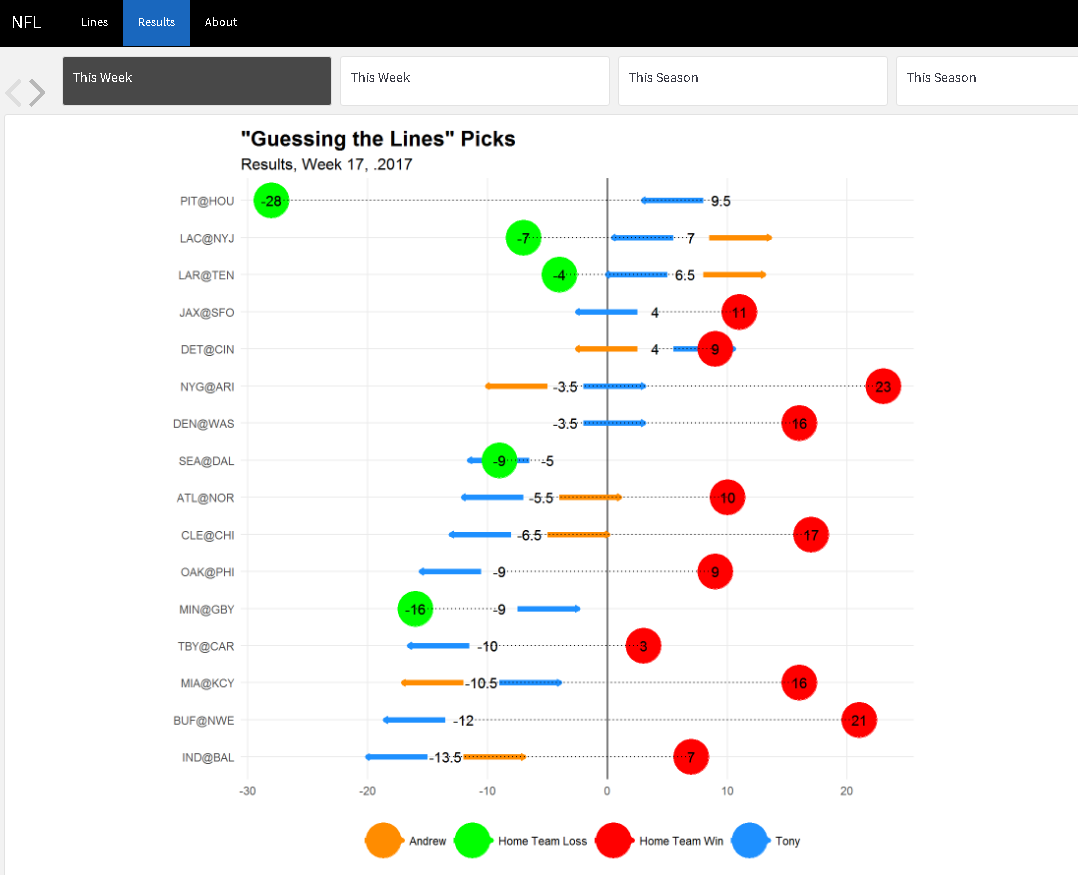 NFL Lines Results About
This Week This Week This Season This Season
"Guessing the Lines" Picks
Results, Week 17, .2017
PIT@HOU -28 9.5
LAC@NYJ -7 7
LAR@TEN -4 6.5
JAX@SFO 4 11
DET@CIN 4 9
NYG@ARI -3.5 23
DEN@WAS -3.5 16
SEA@DAL -9 -5
ATL@NOR -5.5 10
CLE@CHI -6.5 17
OAK@PHI -9 9
MIN@GBY -16 -9
TBY@CAR -10 3
MIA@KCY -10.5 16
BUF@NWE -12 21
IND@BAL -13.5 7
-30 -20 -10 0 10 20
Andrew Home Team Loss Home Team Win Tony